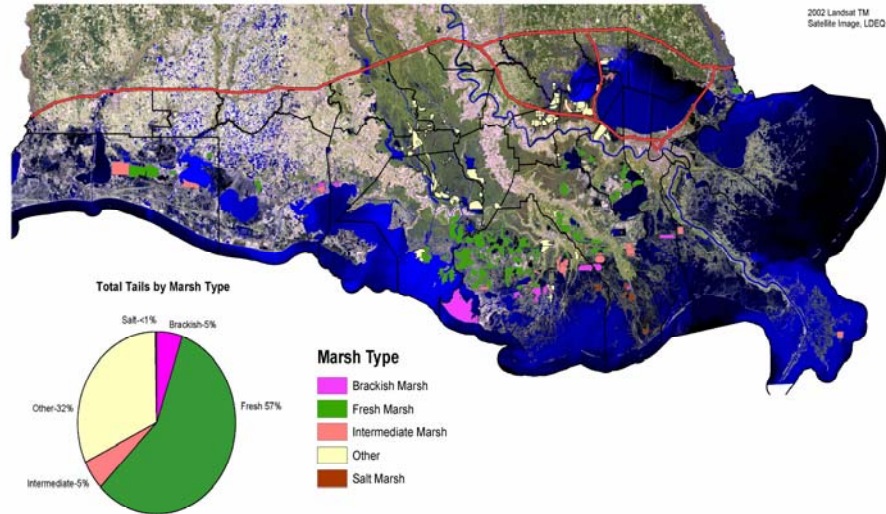 2002 Landsat TM
Satellite Image, LDEQ
Total Tails by Marsh Type
Salt-<1%
Brackish-5%
Other-32%
Fresh 57%
Intermediate-5%
Marsh Type
Brackish Marsh
Fresh Marsh
Intermediate Marsh
Other
Salt Marsh